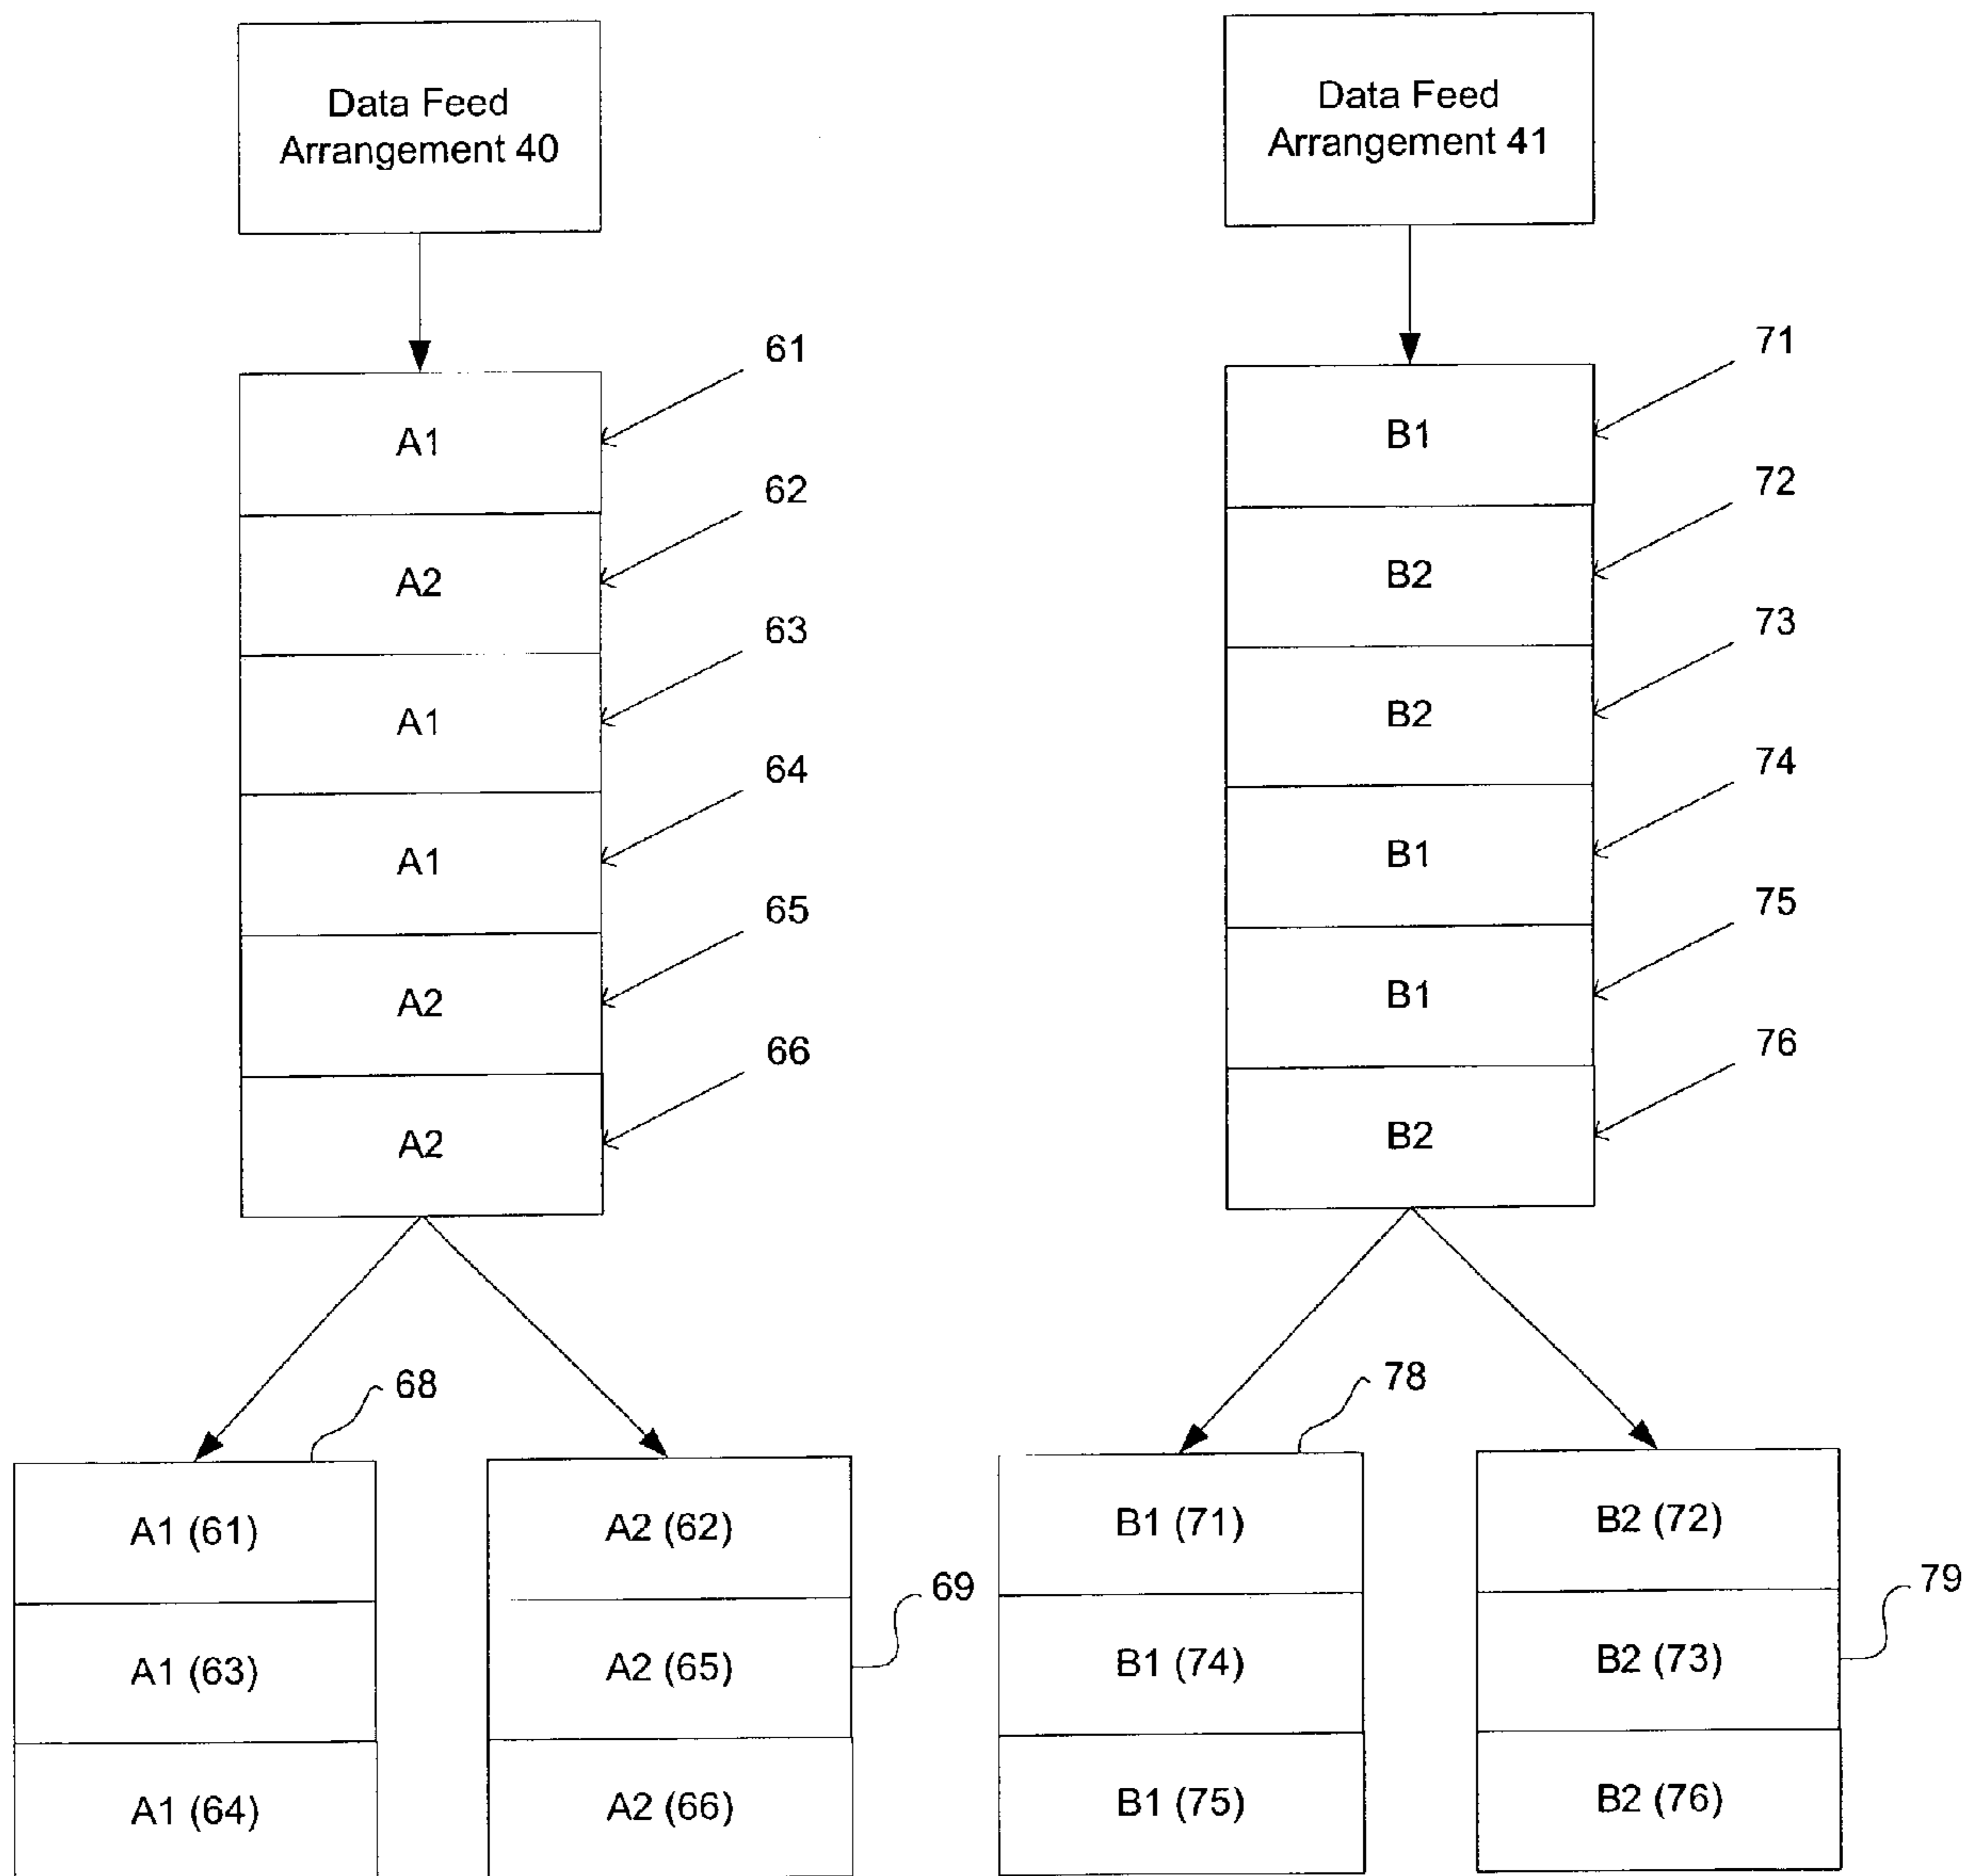 Data Feed
Arrangement 40
A1
61
A2
62
A1
63
A1
64
A2
65
A2
66
68
A1 (61)
A1 (63)
A1 (64)
A2 (62)
A2 (65)
A2 (66)
69
Data Feed
Arrangement 41
B1
71
B2
72
B2
73
B1
74
B1
75
B2
76
78
B1 (71)
B1 (74)
B1 (75)
B2 (72)
B2 (73)
B2 (76)
79